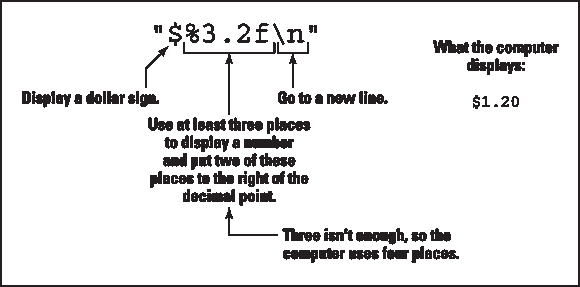 "$%3.2f\n"
What the computer
displays:
Display a dollar sign.
Go to a new line.
$1.20
Use at least three places
to display a number
and put two of these
places to the right of the
decimal point.
Three isn't enough, so the
computer uses four places.